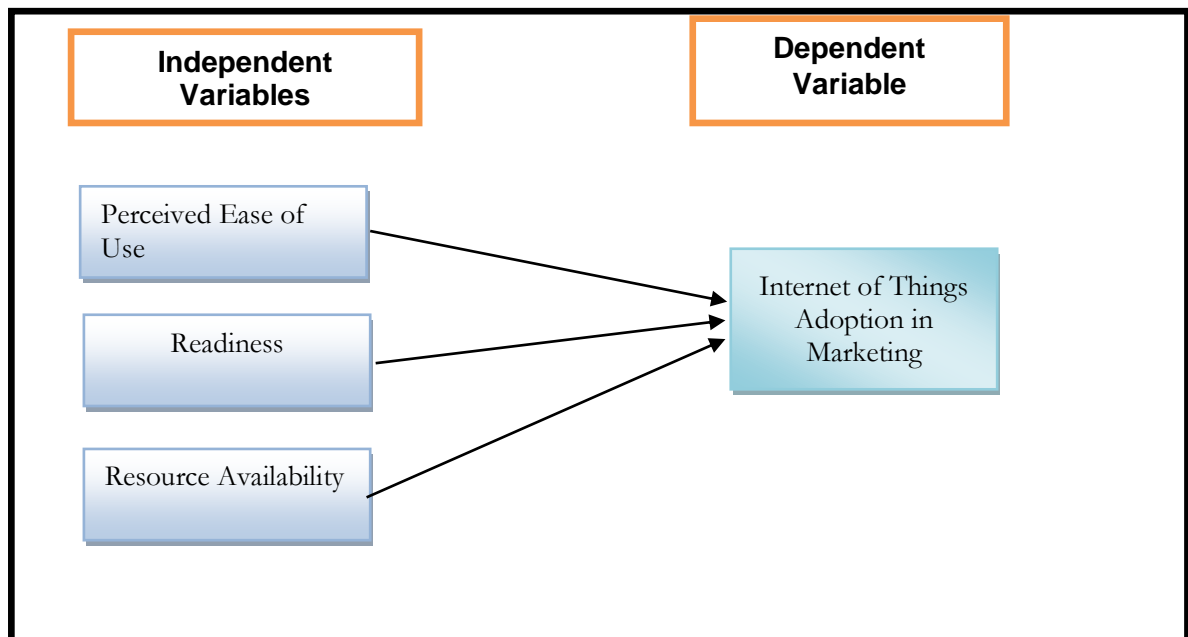 Independent
Variables
Dependent
Variable
Perceived Ease of
Use
Readiness
Resource Availability
Internet of Things
Adoption in
Marketing